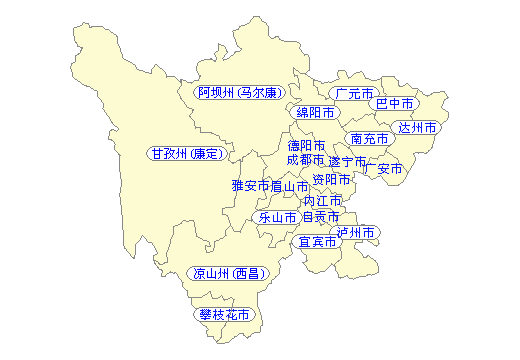 阿坝州(马尔康)
广元市
巴中市
绵阳市
达州市
南充市
德阳市
甘孜州(康定)
成都市
遂宁市
广安市
资阳市
雅安市
眉山市
内江市
乐山市
自贡市
泸州市
宜宾市
凉山州(西昌)
攀枝花市